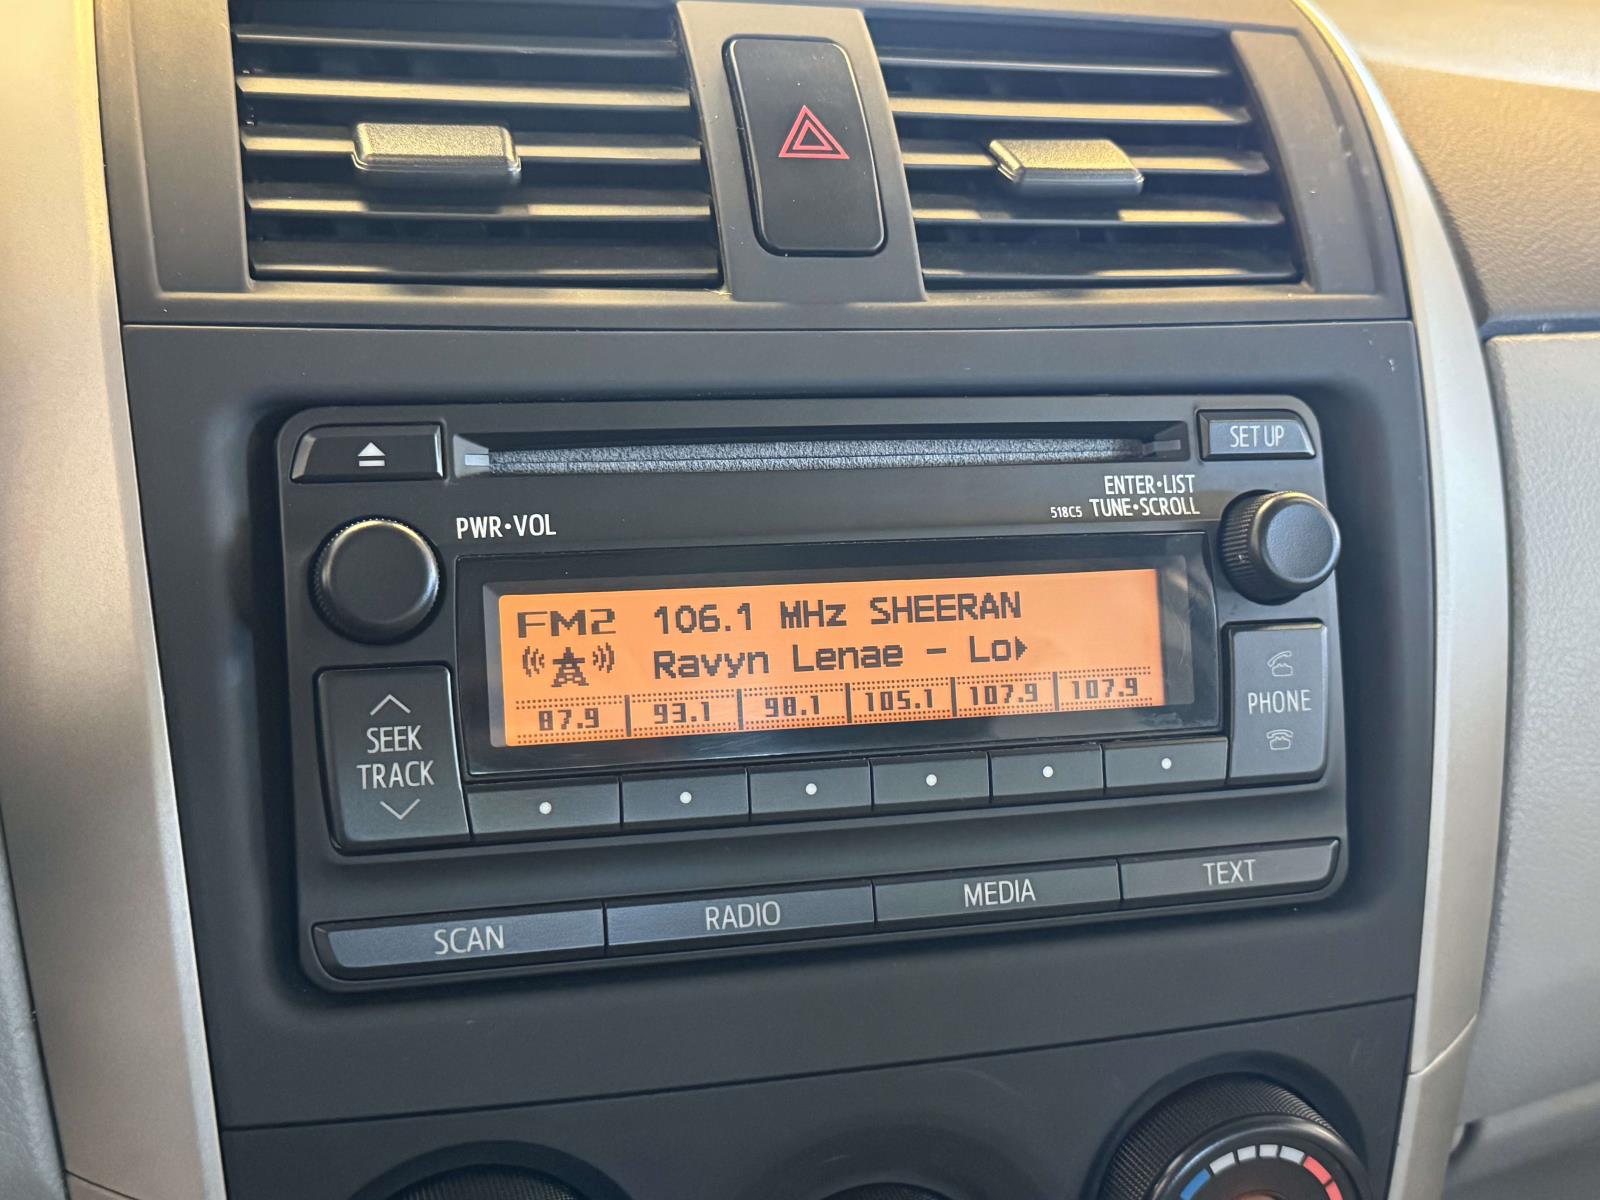 SET UP
ENTER•LIST
518C5 TUNE•SCROLL
PWR•VOL
FM2 106.1 MHz SHEERAN
Ravyn Lenae - Lo
87.9 93.1 98.1 105.1 107.9 107.9
SEEK
TRACK
PHONE
SCAN RADIO MEDIA TEXT